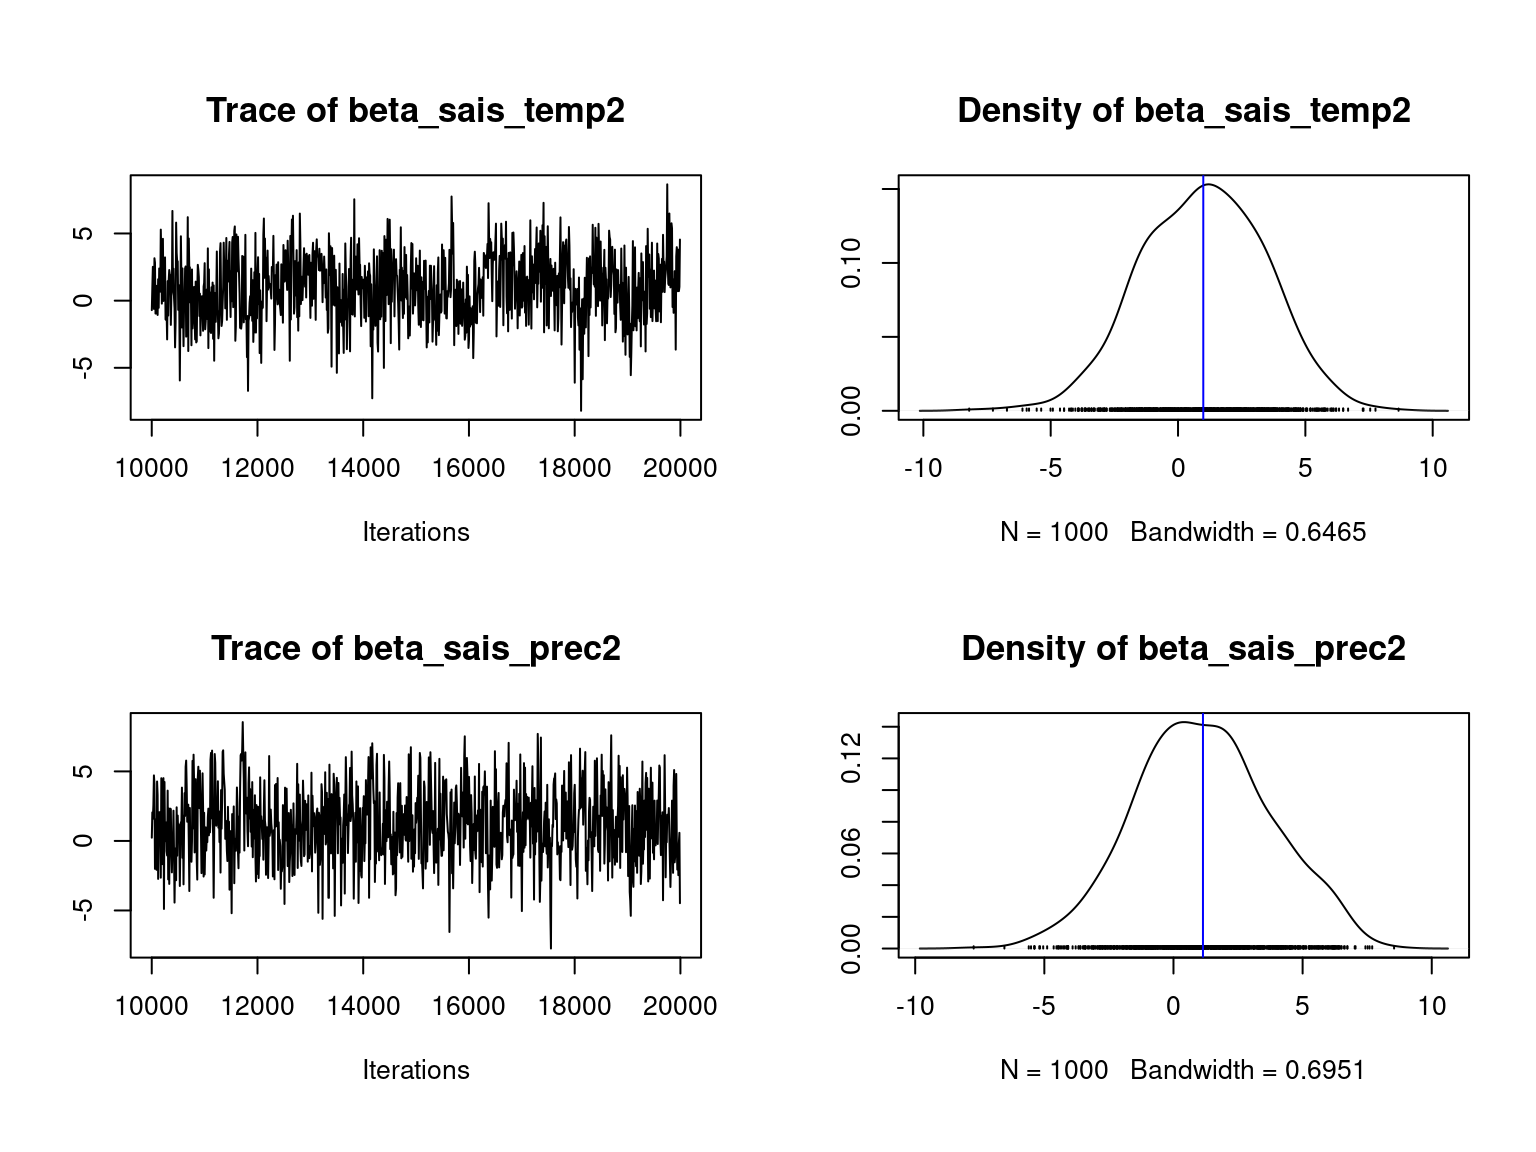 Trace of beta_sais_temp2
5
0
-5
10000 12000 14000 16000 18000 20000
Iterations
Density of beta_sais_temp2
0.10
0.00
-10 -5 0 5 10
N = 1000 Bandwidth = 0.6465
Trace of beta_sais_prec2
5
0
-5
10000 12000 14000 16000 18000 20000
Iterations
Density of beta_sais_prec2
0.12
0.06
0.00
-10 -5 0 5 10
N = 1000 Bandwidth = 0.6951